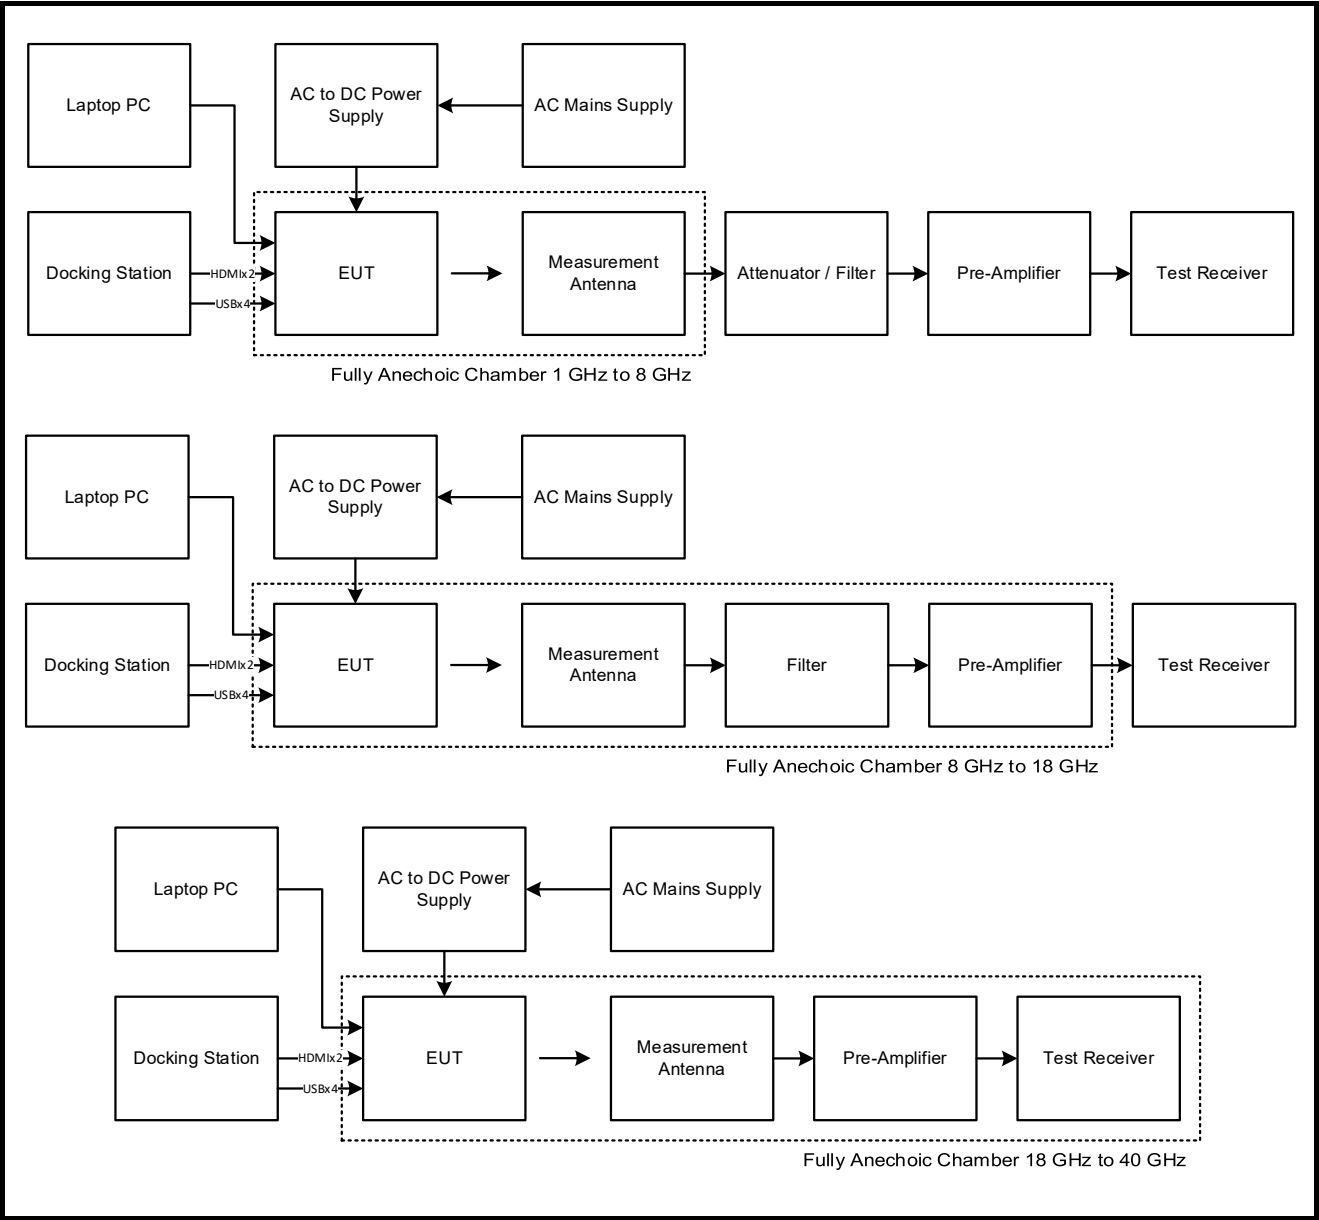 Laptop PC
AC to DC Power
Supply
AC Mains Supply
Docking Station
HDMIx2
USBx4
EUT
Measurement
Antenna
Attenuator / Filter
Pre-Amplifier
Test Receiver
Fully Anechoic Chamber 1 GHz to 8 GHz
Laptop PC
AC to DC Power
Supply
AC Mains Supply
Docking Station
HDMIx2
USBx4
EUT
Measurement
Antenna
Filter
Pre-Amplifier
Test Receiver
Fully Anechoic Chamber 8 GHz to 18 GHz
Laptop PC
AC to DC Power
Supply
AC Mains Supply
Docking Station
HDMIx2
USBx4
EUT
Measurement
Antenna
Pre-Amplifier
Test Receiver
Fully Anechoic Chamber 18 GHz to 40 GHz